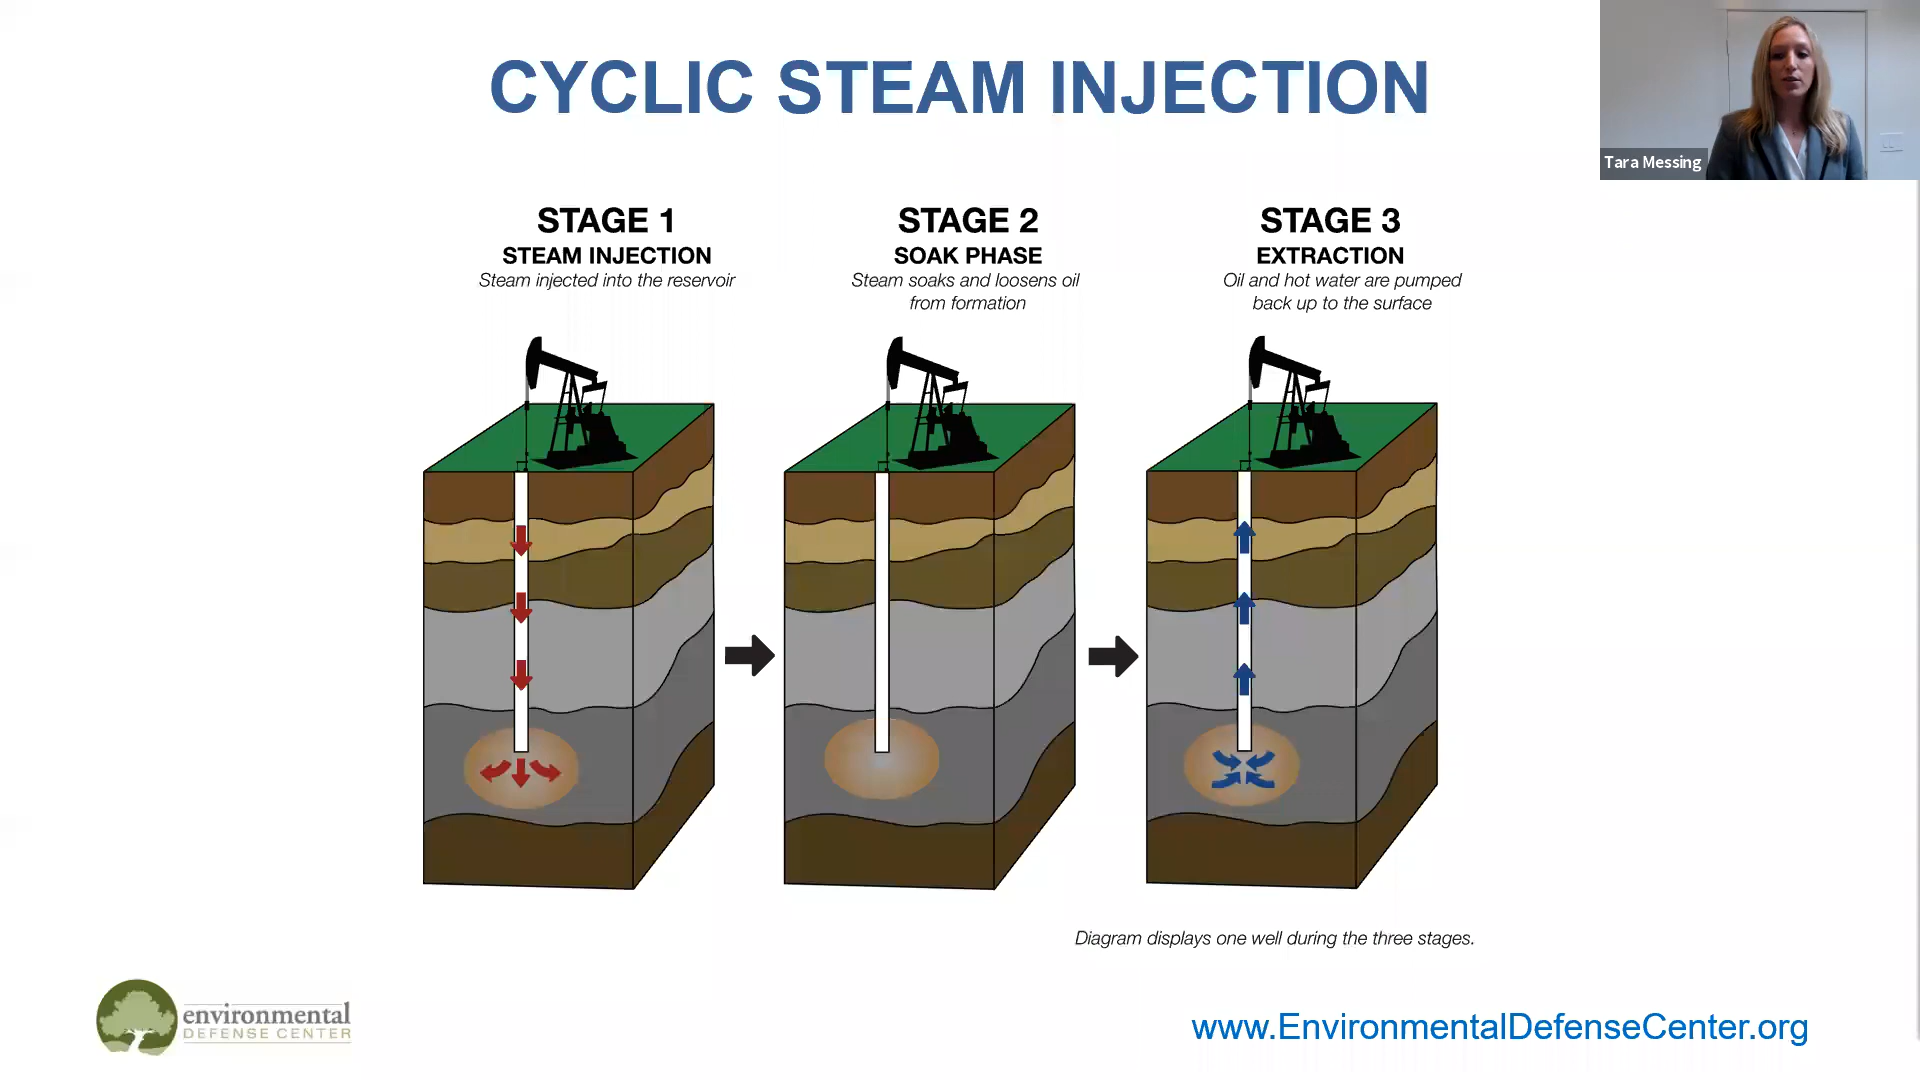 CYCLIC STEAM INJECTION
Tara Messing
STAGE 1
STEAM INJECTION
Steam injected into the reservoir
STAGE 2
SOAK PHASE
Steam soaks and loosens oil
from formation
STAGE 3
EXTRACTION
Oil and hot water are pumped
back up to the surface
Diagram displays one well during the three stages.
environmental
DEFENSE CENTER
www.EnvironmentalDefenseCenter.org